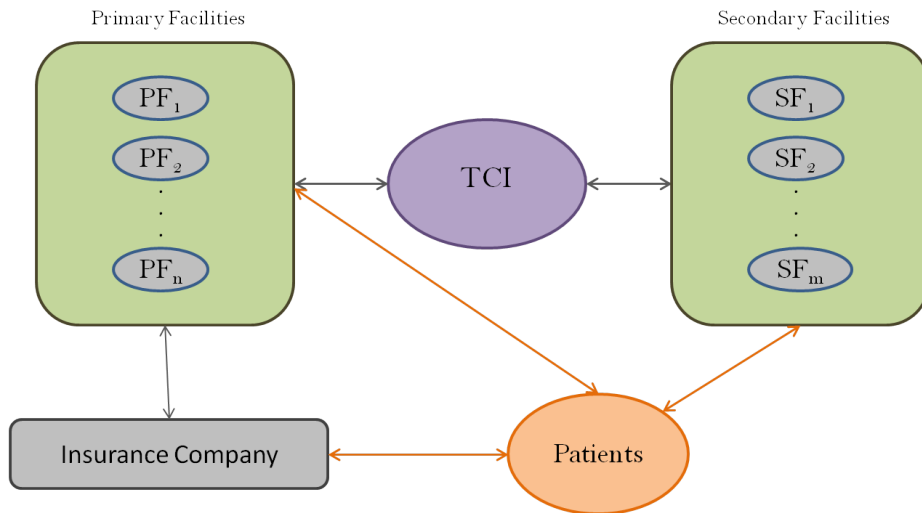 Primary Facilities
Secondary Facilities
PF1
PF2
.
.
.
PFn
TCI
SF1
SF2
.
.
.
SFm
Insurance Company
Patients